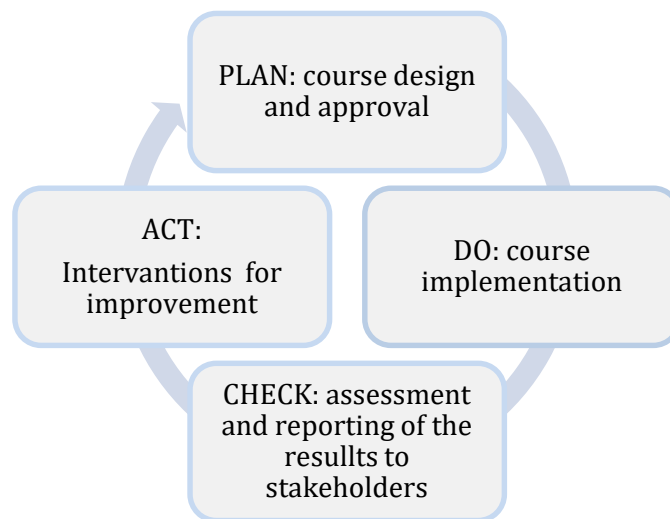 PLAN: course design
and approval
DO: course
implementation
CHECK: assessment
and reporting of the
resullts to
stakeholders
ACT:
Intervantions for
improvement